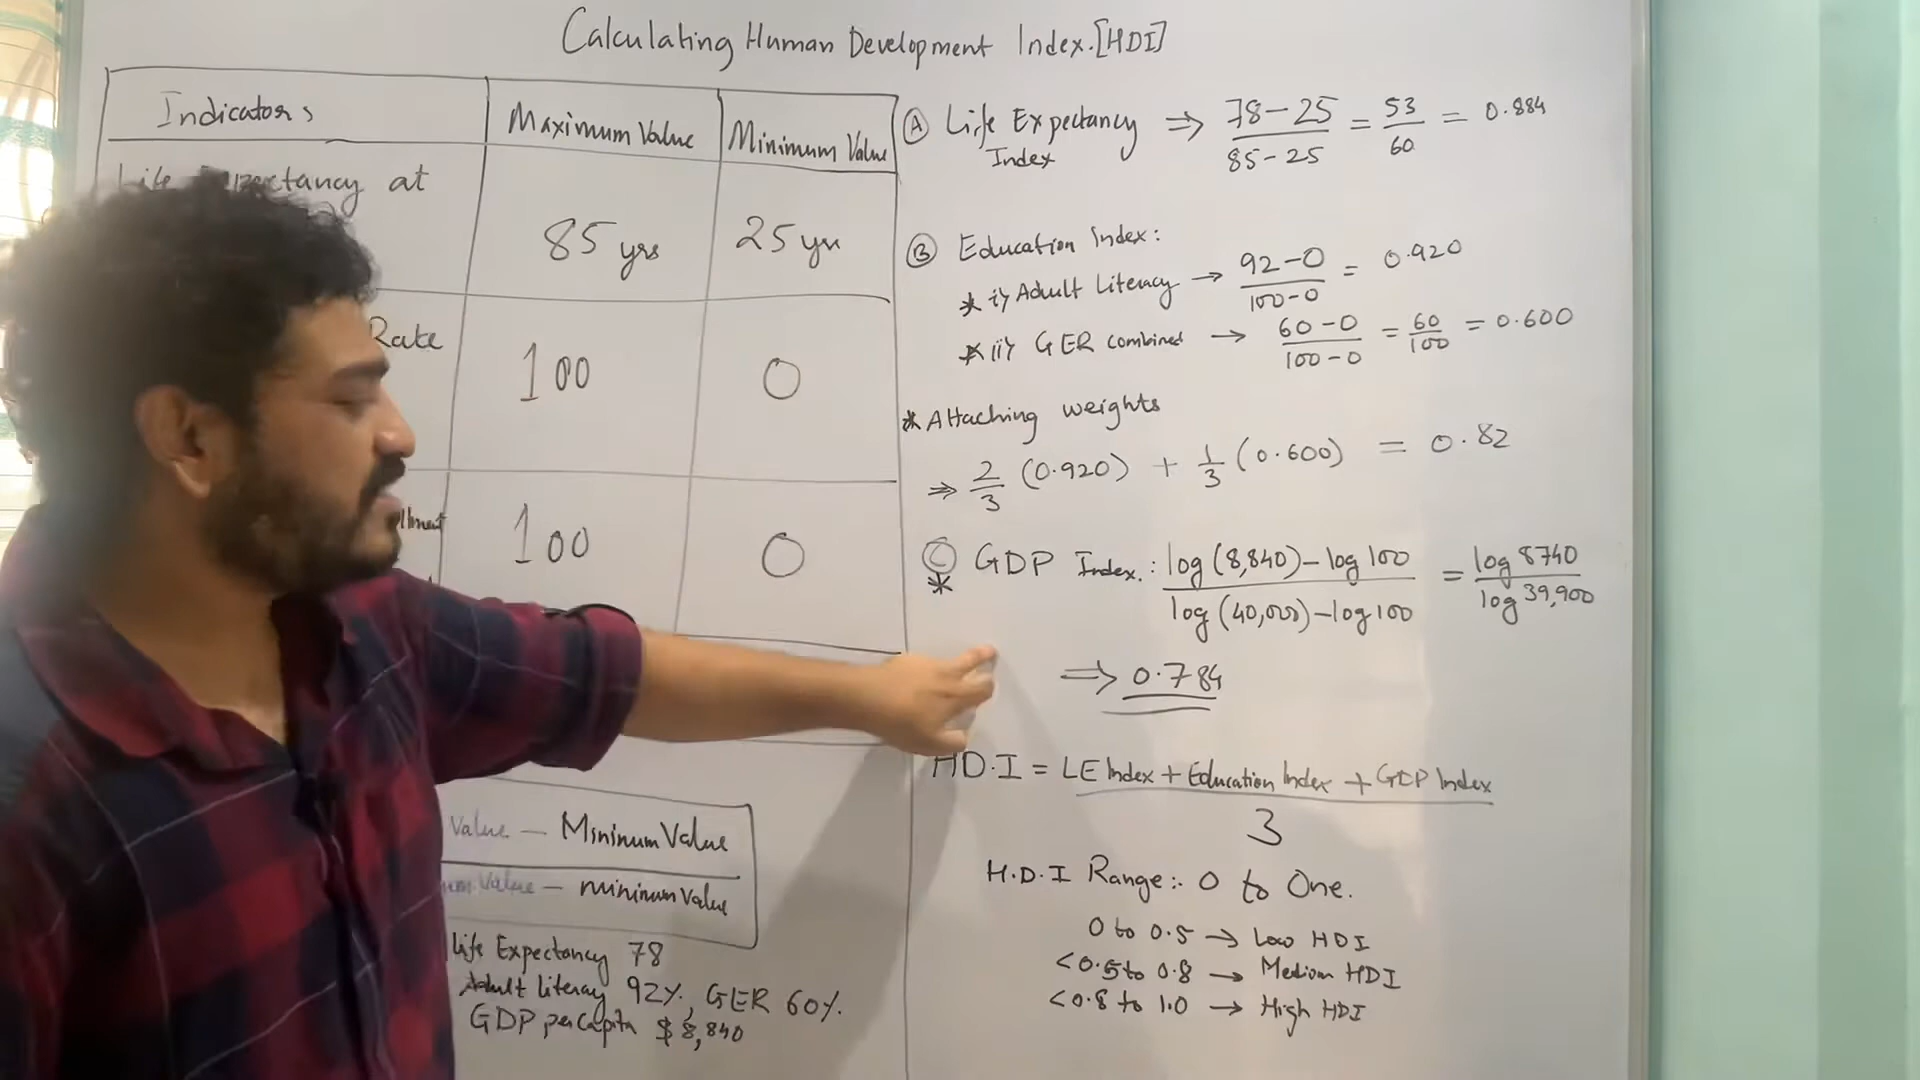 Calculating Human Development Index.[HDI]
Indicators
Maximum Value
Minimum Value
Life Expectancy at
85 yrs
25 yrs
Rate
100
0
100
0
Value — Mininum Value
Value — mininum Value
Life Expectancy 78
Adult literacy 92%, GER 60%.
GDP per Capita $8,840
A Life Expectancy Index ⇒ 78-25/85-25 = 53/60 = 0.884
B Education Index:
* i> Adult Literacy → 92-0/100-0 = 0.920
* ii> GER combined → 60-0/100-0 = 60/100 = 0.600
* Attaching weights
⇒ 2/3 (0.920) + 1/3 (0.600) = 0.82
C * GDP Index.: log(8,840)-log 100/log(40,000)-log 100 = log 8740/log 39,900
⇒ 0.784
H.D.I = LE Index + Education Index + GDP Index/3
H.D.I Range:- 0 to One.
0 to 0.5 → Low HDI
<0.5 to 0.8 → Medium HDI
<0.8 to 1.0 → High HDI